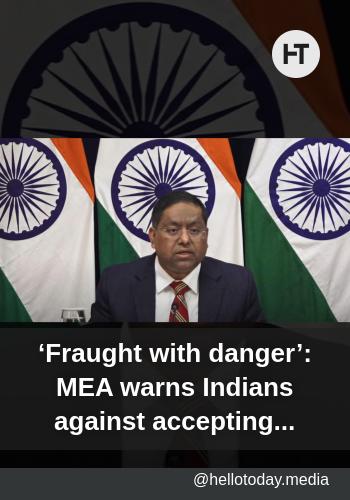 HT
‘Fraught with danger’:
MEA warns Indians
against accepting...
@hellotoday.media